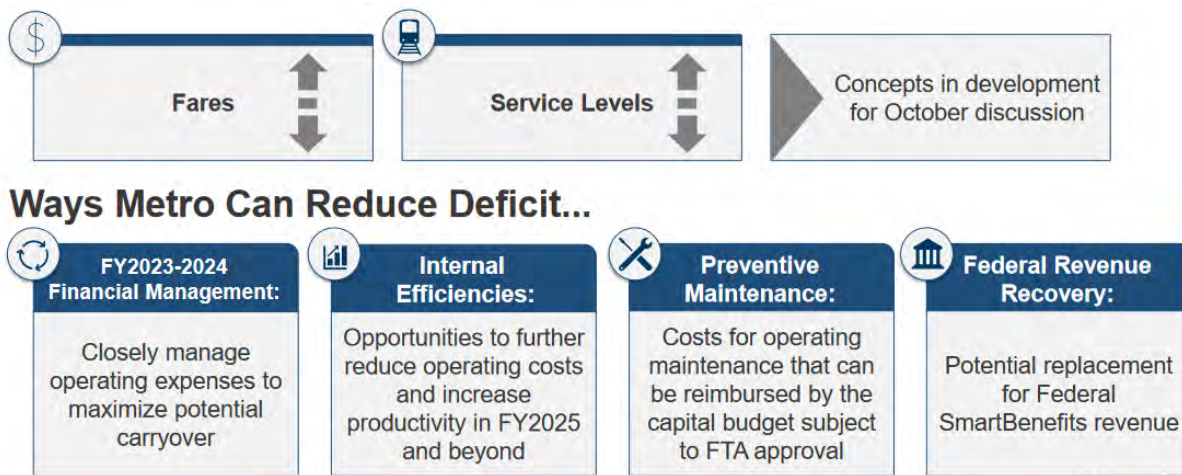 $
Fares
Service Levels
Concepts in development
for October discussion
Ways Metro Can Reduce Deficit...
FY2023-2024
Financial Management:
Closely manage
operating expenses to
maximize potential
carryover
Internal
Efficiencies:
Opportunities to further
reduce operating costs
and increase
productivity in FY2025
and beyond
Preventive
Maintenance:
Costs for operating
maintenance that can
be reimbursed by the
capital budget subject
to FTA approval
Federal Revenue
Recovery:
Potential replacement
for Federal
SmartBenefits revenue